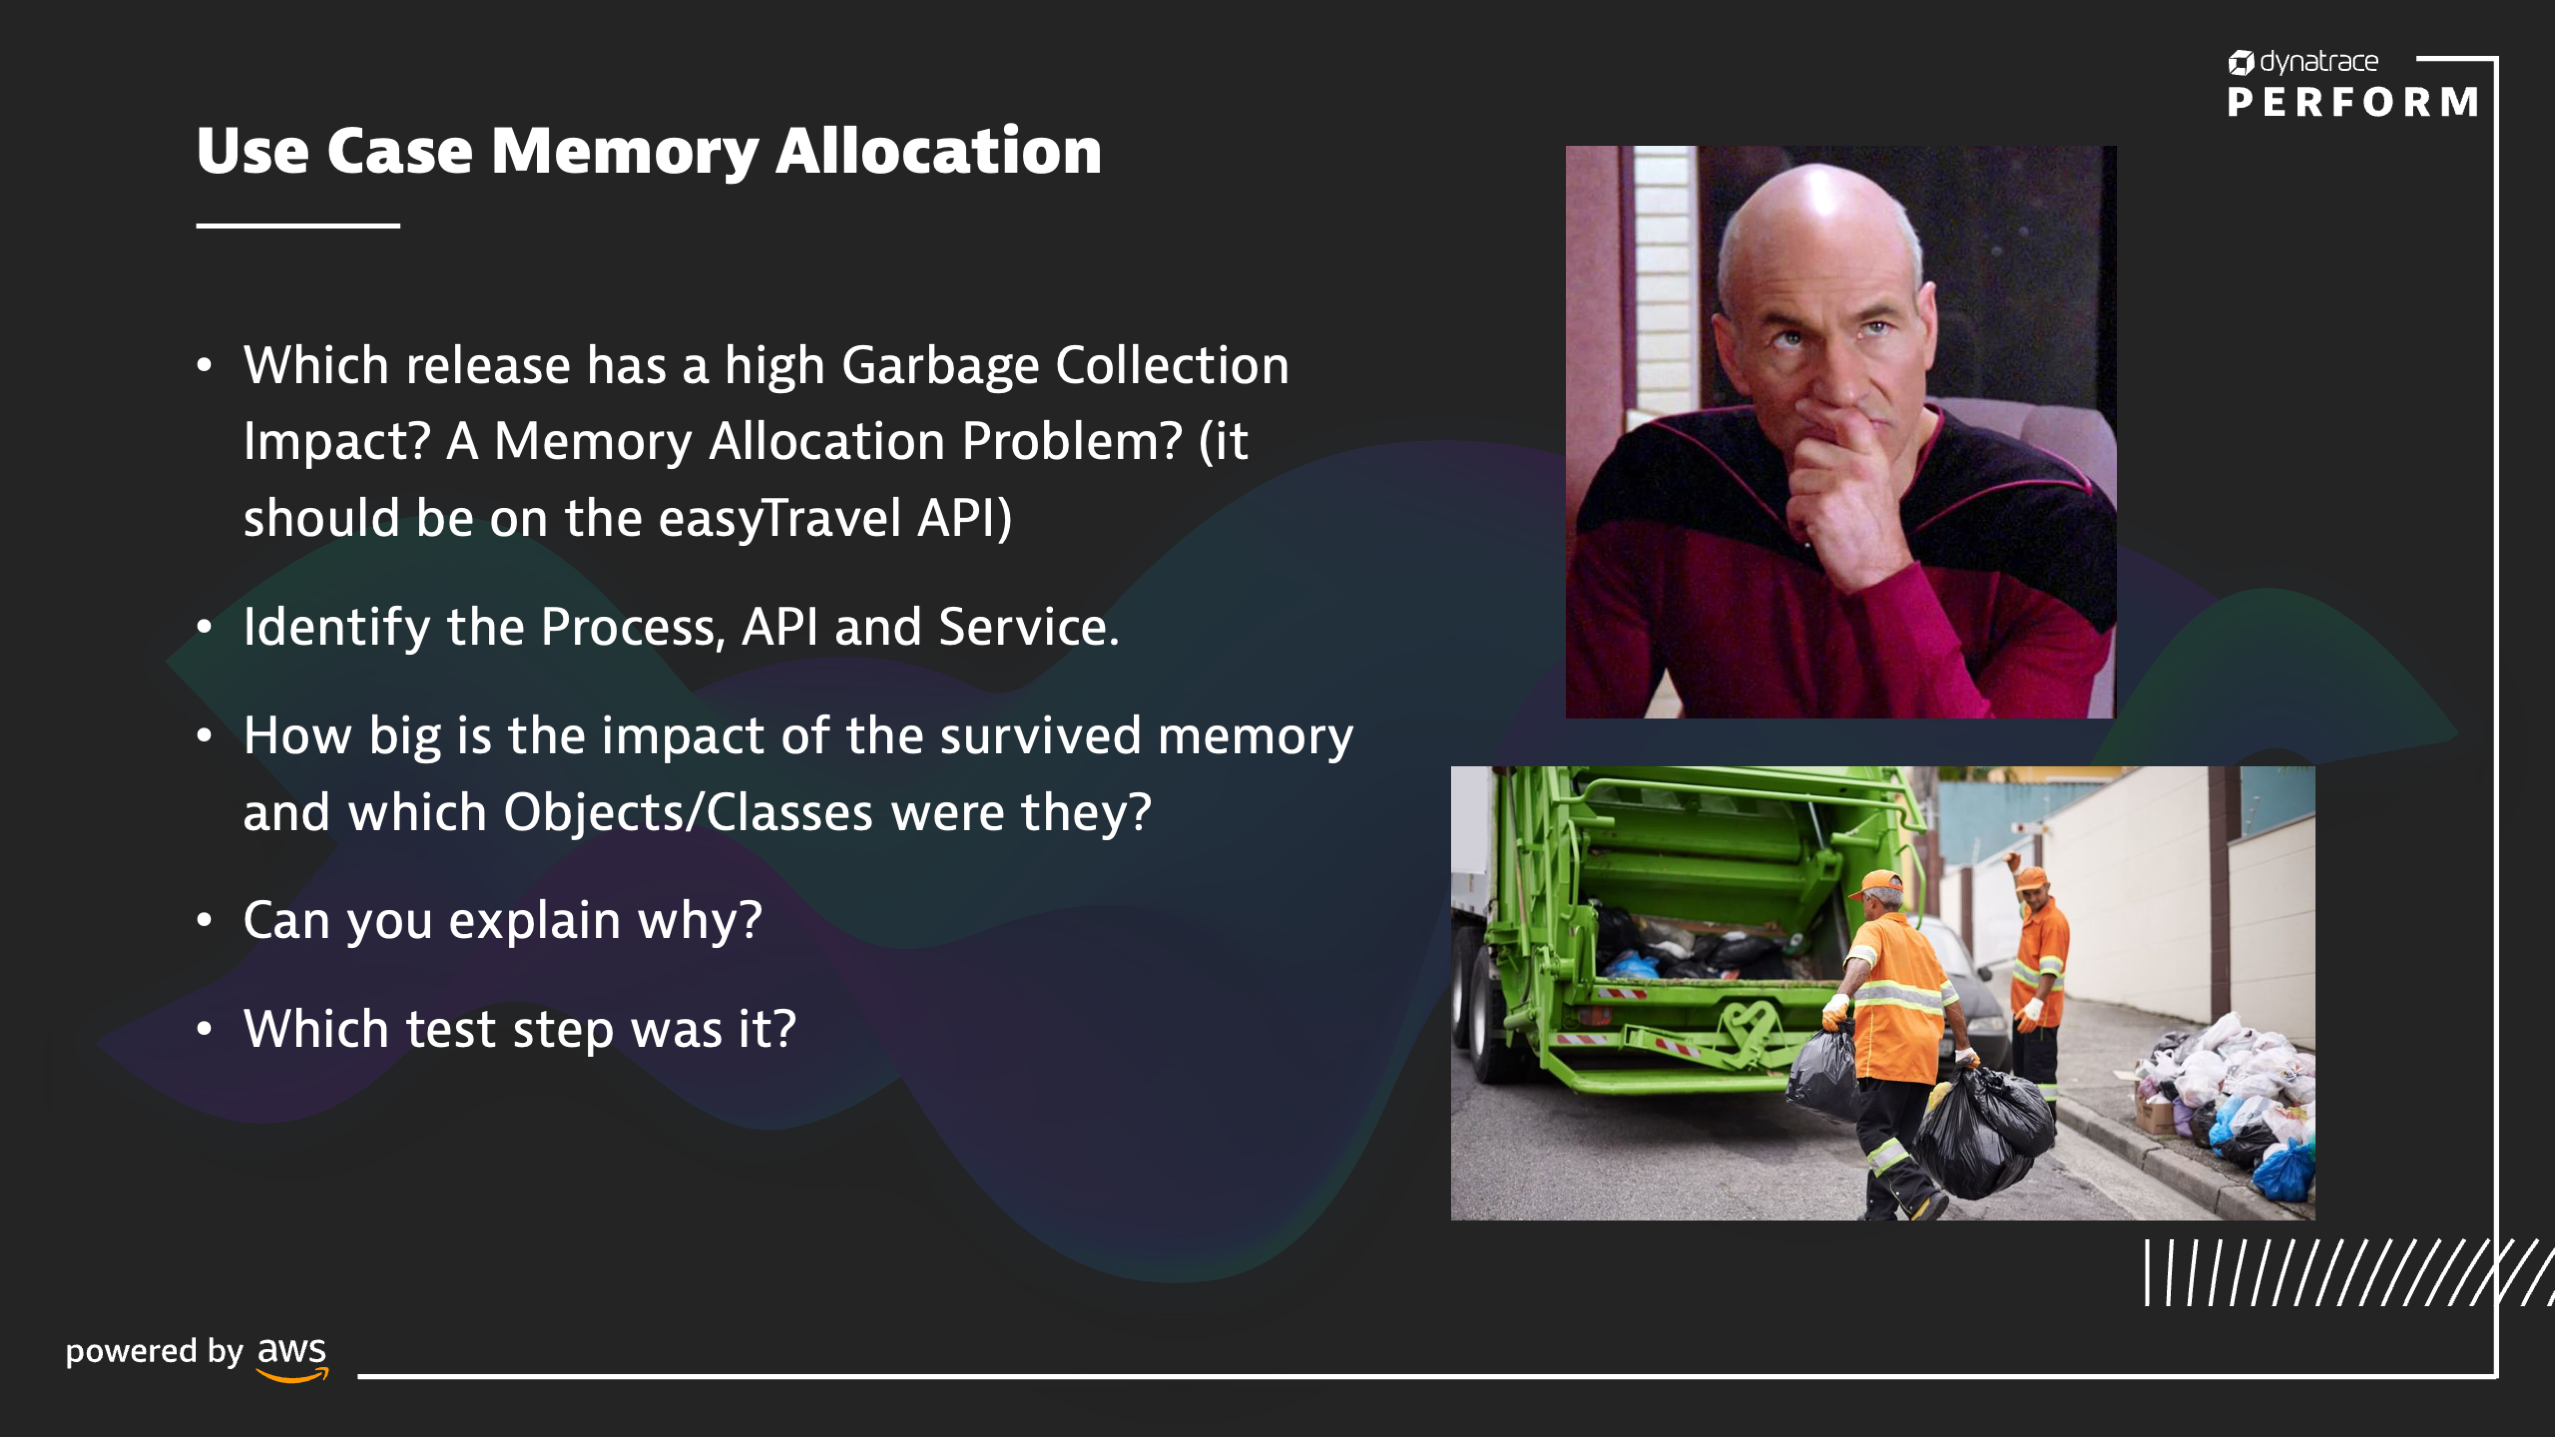 dynatrace
PERFORM
Use Case Memory Allocation
• Which release has a high Garbage Collection
Impact? A Memory Allocation Problem? (it
should be on the easyTravel API)
• Identify the Process, API and Service.
• How big is the impact of the survived memory
and which Objects/Classes were they?
• Can you explain why?
• Which test step was it?
powered by aws